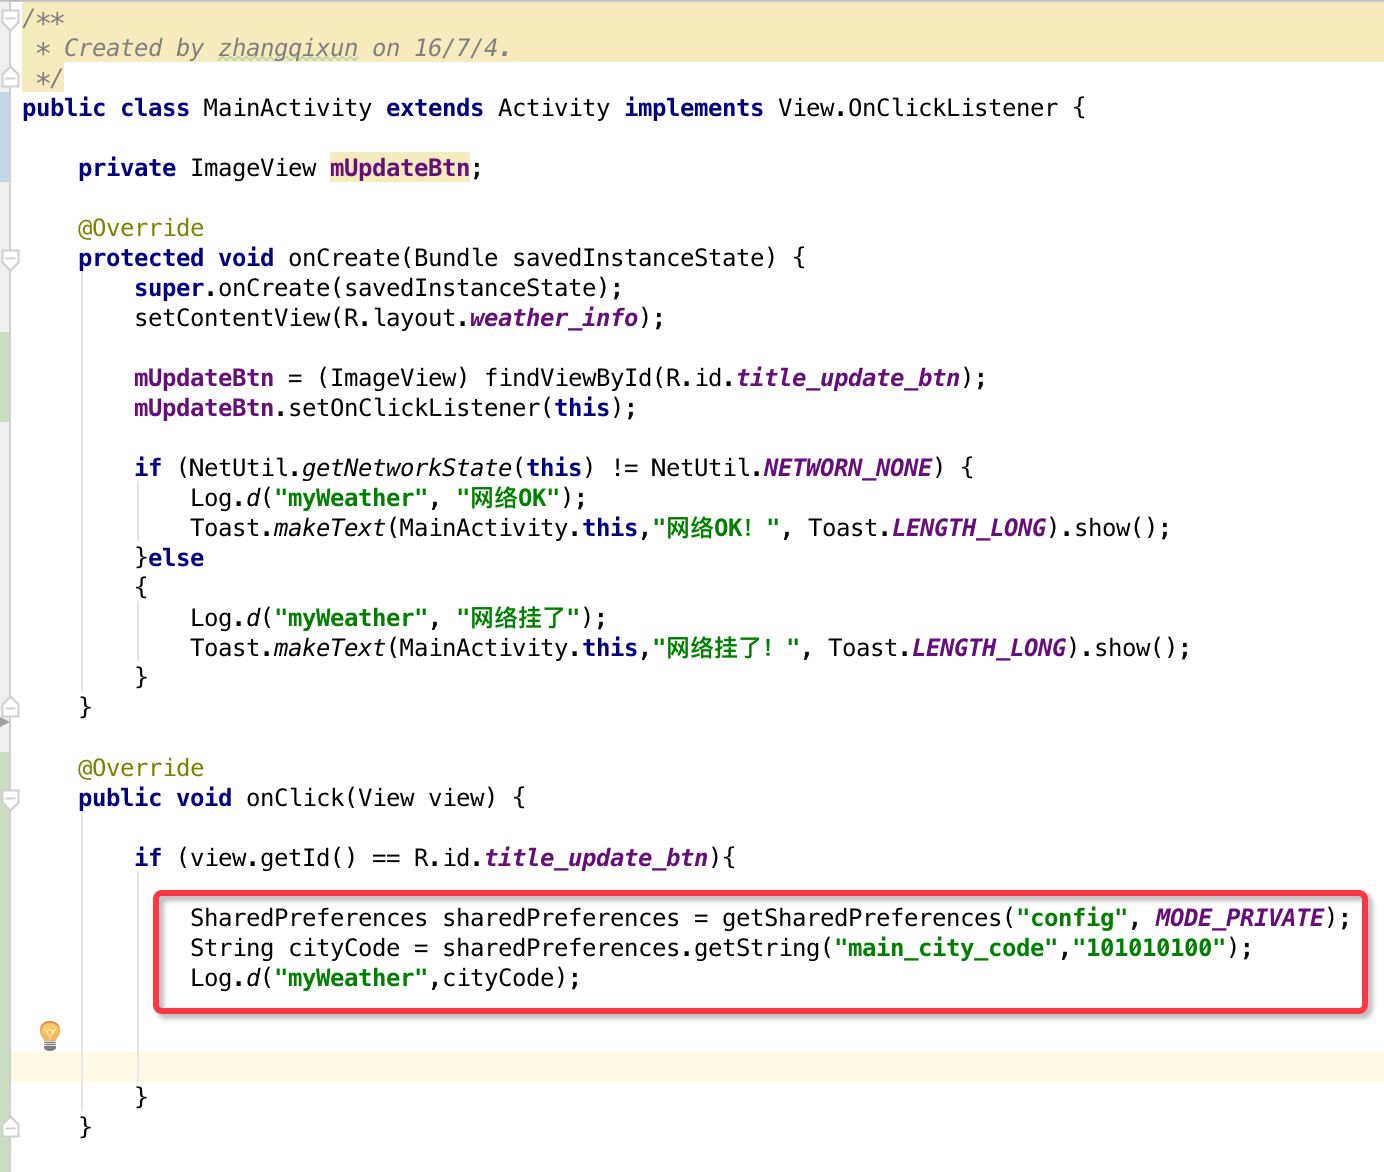 /**
 * Created by zhangqixun on 16/7/4.
 */
public class MainActivity extends Activity implements View.OnClickListener {
    private ImageView mUpdateBtn;
    @Override
    protected void onCreate(Bundle savedInstanceState) {
        super.onCreate(savedInstanceState);
        setContentView(R.layout.weather_info);
        mUpdateBtn = (ImageView) findViewById(R.id.title_update_btn);
        mUpdateBtn.setOnClickListener(this);
        if (NetUtil.getNetworkState(this) != NetUtil.NETWORN_NONE) {
            Log.d("myWeather", "网络OK");
            Toast.makeText(MainActivity.this,"网络OK！", Toast.LENGTH_LONG).show();
        }else
        {
            Log.d("myWeather", "网络挂了");
            Toast.makeText(MainActivity.this,"网络挂了！", Toast.LENGTH_LONG).show();
        }
    }
    @Override
    public void onClick(View view) {
        if (view.getId() == R.id.title_update_btn){
            SharedPreferences sharedPreferences = getSharedPreferences("config", MODE_PRIVATE);
            String cityCode = sharedPreferences.getString("main_city_code","101010100");
            Log.d("myWeather",cityCode);
        }
    }